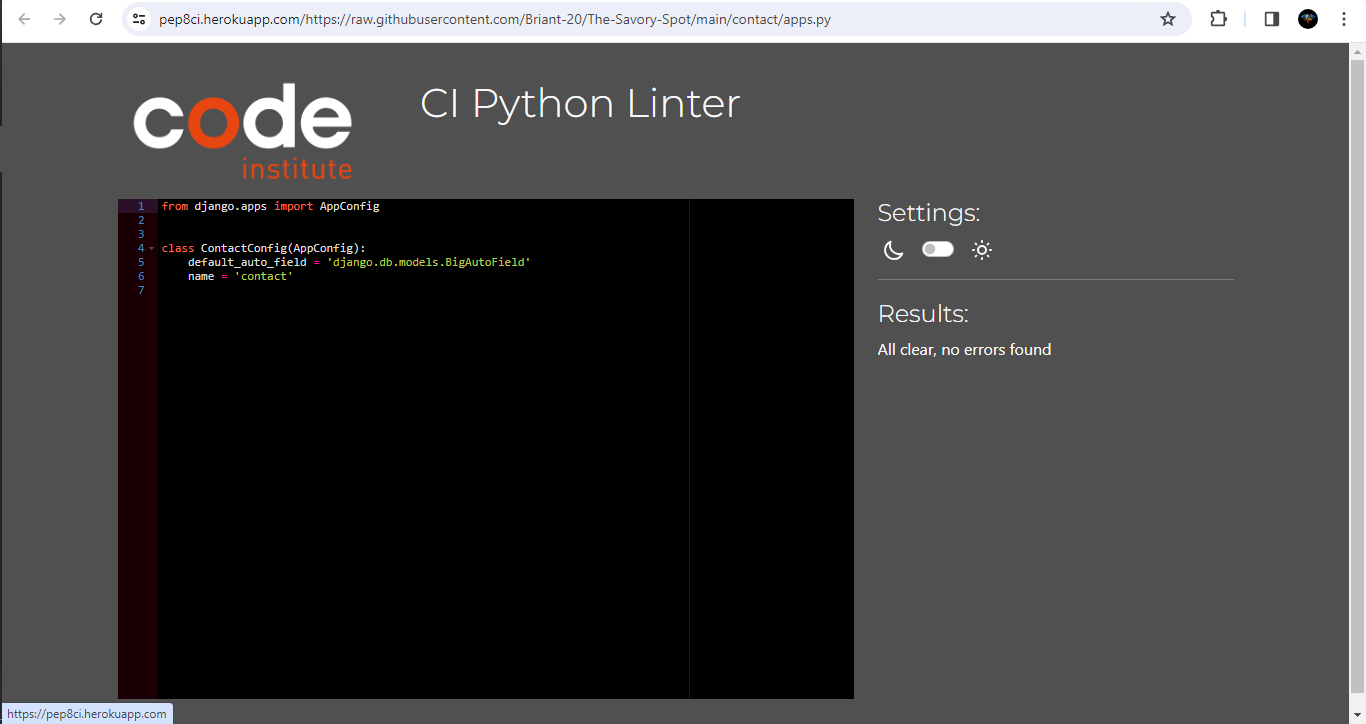 pep8ci.herokuapp.com/https://raw.githubusercontent.com/Briant-20/The-Savory-Spot/main/contact/apps.py
code
institute
CI Python Linter
1 from django.apps import AppConfig
2
3
4 class ContactConfig(AppConfig):
5     default_auto_field = 'django.db.models.BigAutoField'
6     name = 'contact'
7
Settings:
Results:
All clear, no errors found
https://pep8ci.herokuapp.com